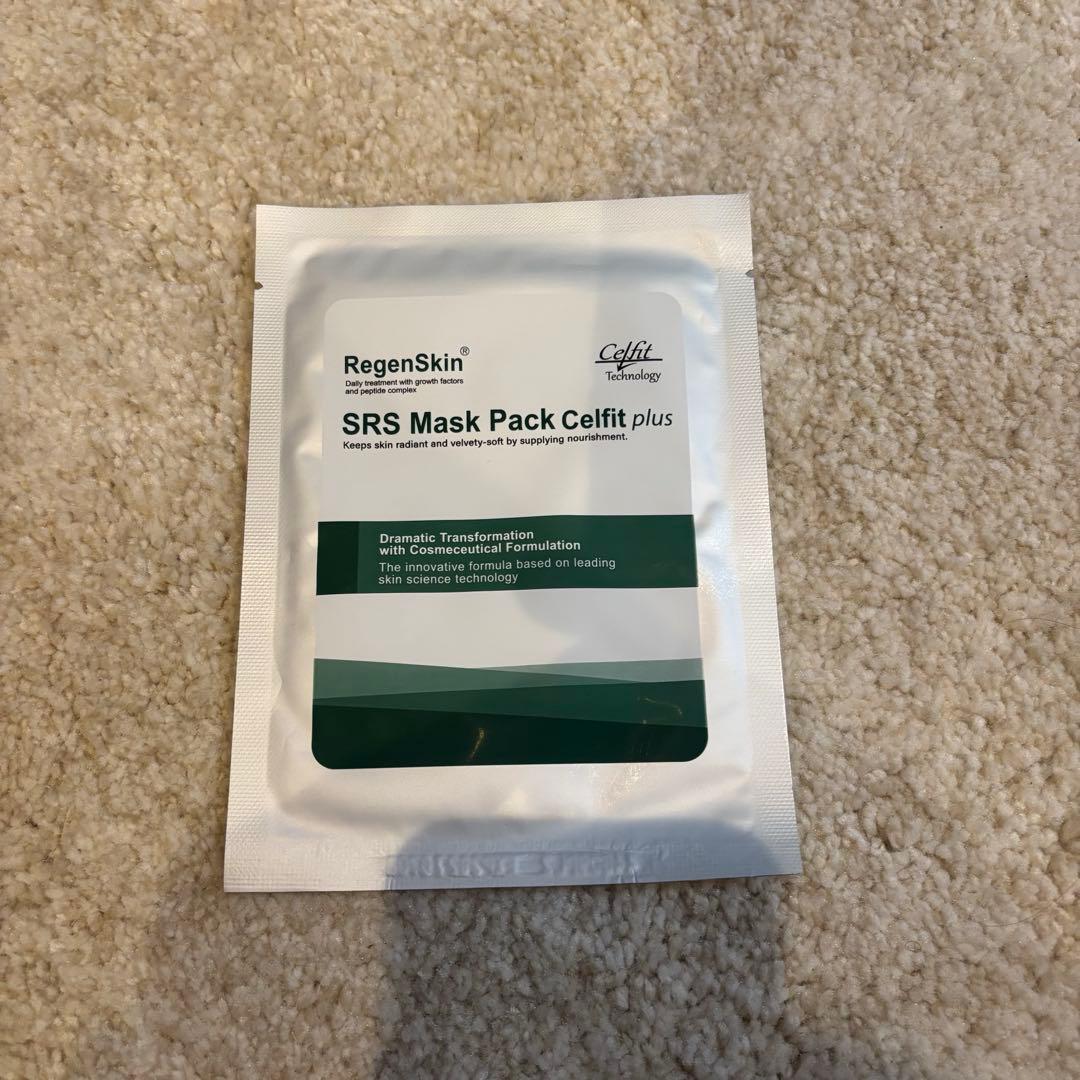 RegenSkin®
Daily treatment with growth factors
and peptide complex
Celfit
Technology
SRS Mask Pack Celfit plus
Keeps skin radiant and velvety-soft by supplying nourishment.
Dramatic Transformation
with Cosmeceutical Formulation
The innovative formula based on leading
skin science technology